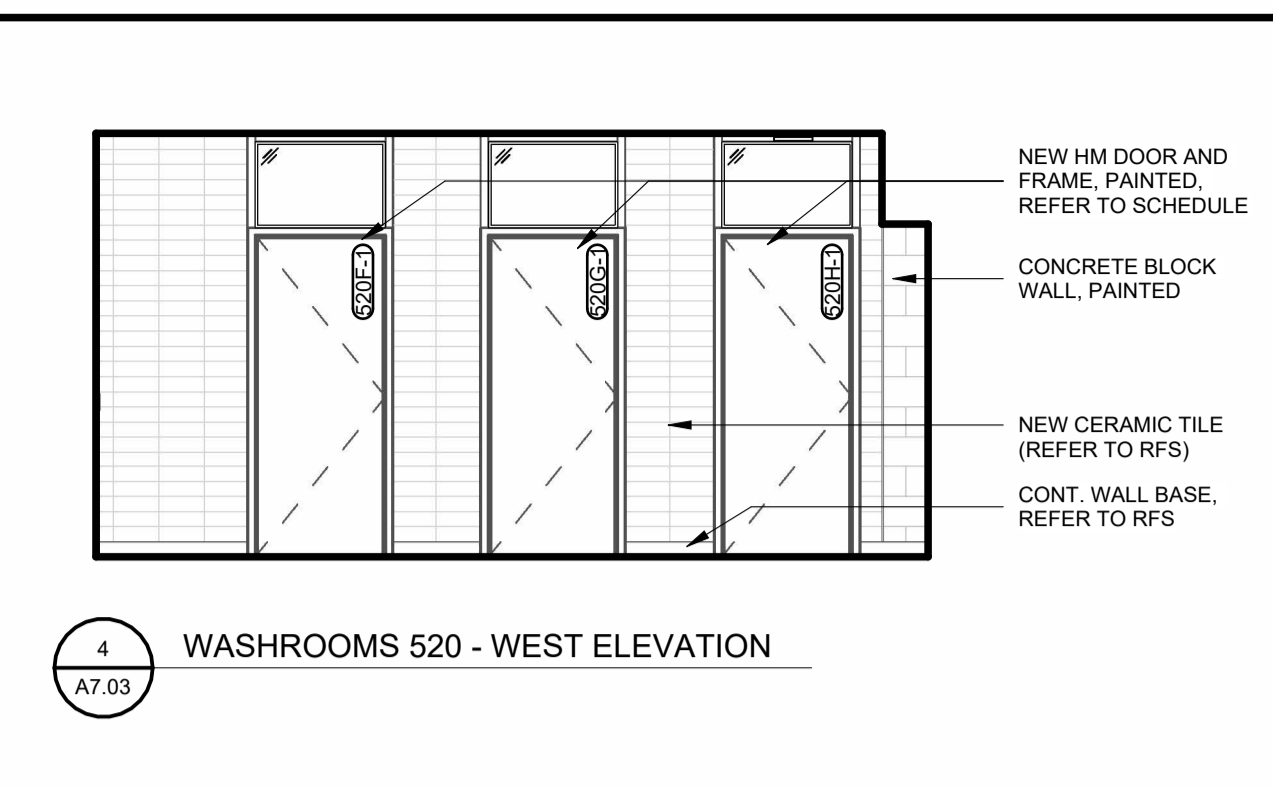 NEW HM DOOR AND
FRAME, PAINTED,
REFER TO SCHEDULE
520F-1
520G-1
520H-1
CONCRETE BLOCK
WALL, PAINTED
NEW CERAMIC TILE
(REFER TO RFS)
CONT. WALL BASE,
REFER TO RFS
4
A7.03
WASHROOMS 520 - WEST ELEVATION